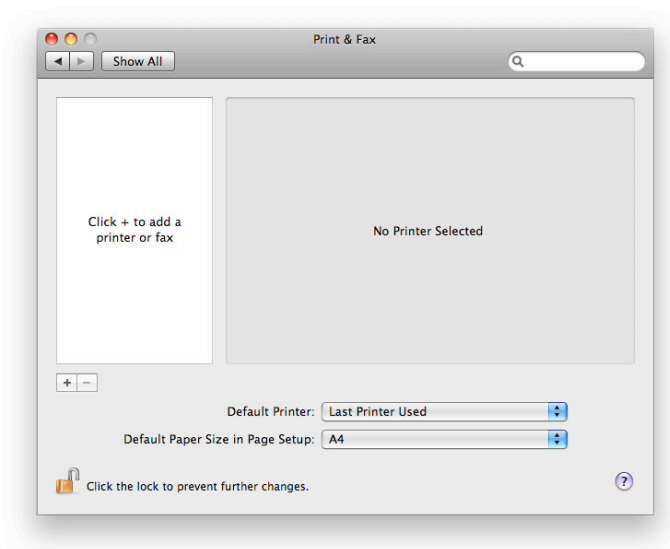 Print & Fax
Show All
Click + to add a
printer or fax
No Printer Selected
+ −
Default Printer: Last Printer Used
Default Paper Size in Page Setup: A4
Click the lock to prevent further changes.
?